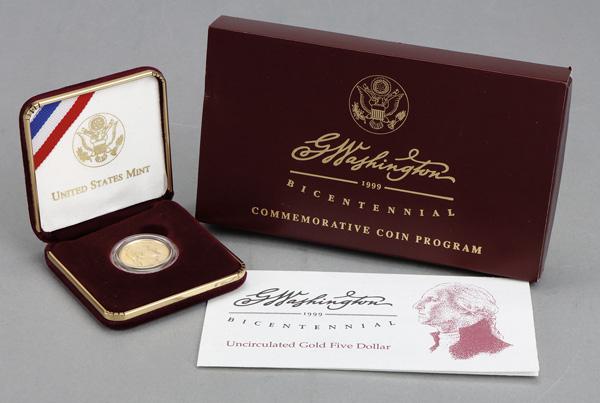 UNITED STATES MINT
GWashington
1999
BICENTENNIAL
COMMEMORATIVE COIN PROGRAM
GWashington
1999
BICENTENNIAL
Uncirculated Gold Five Dollar